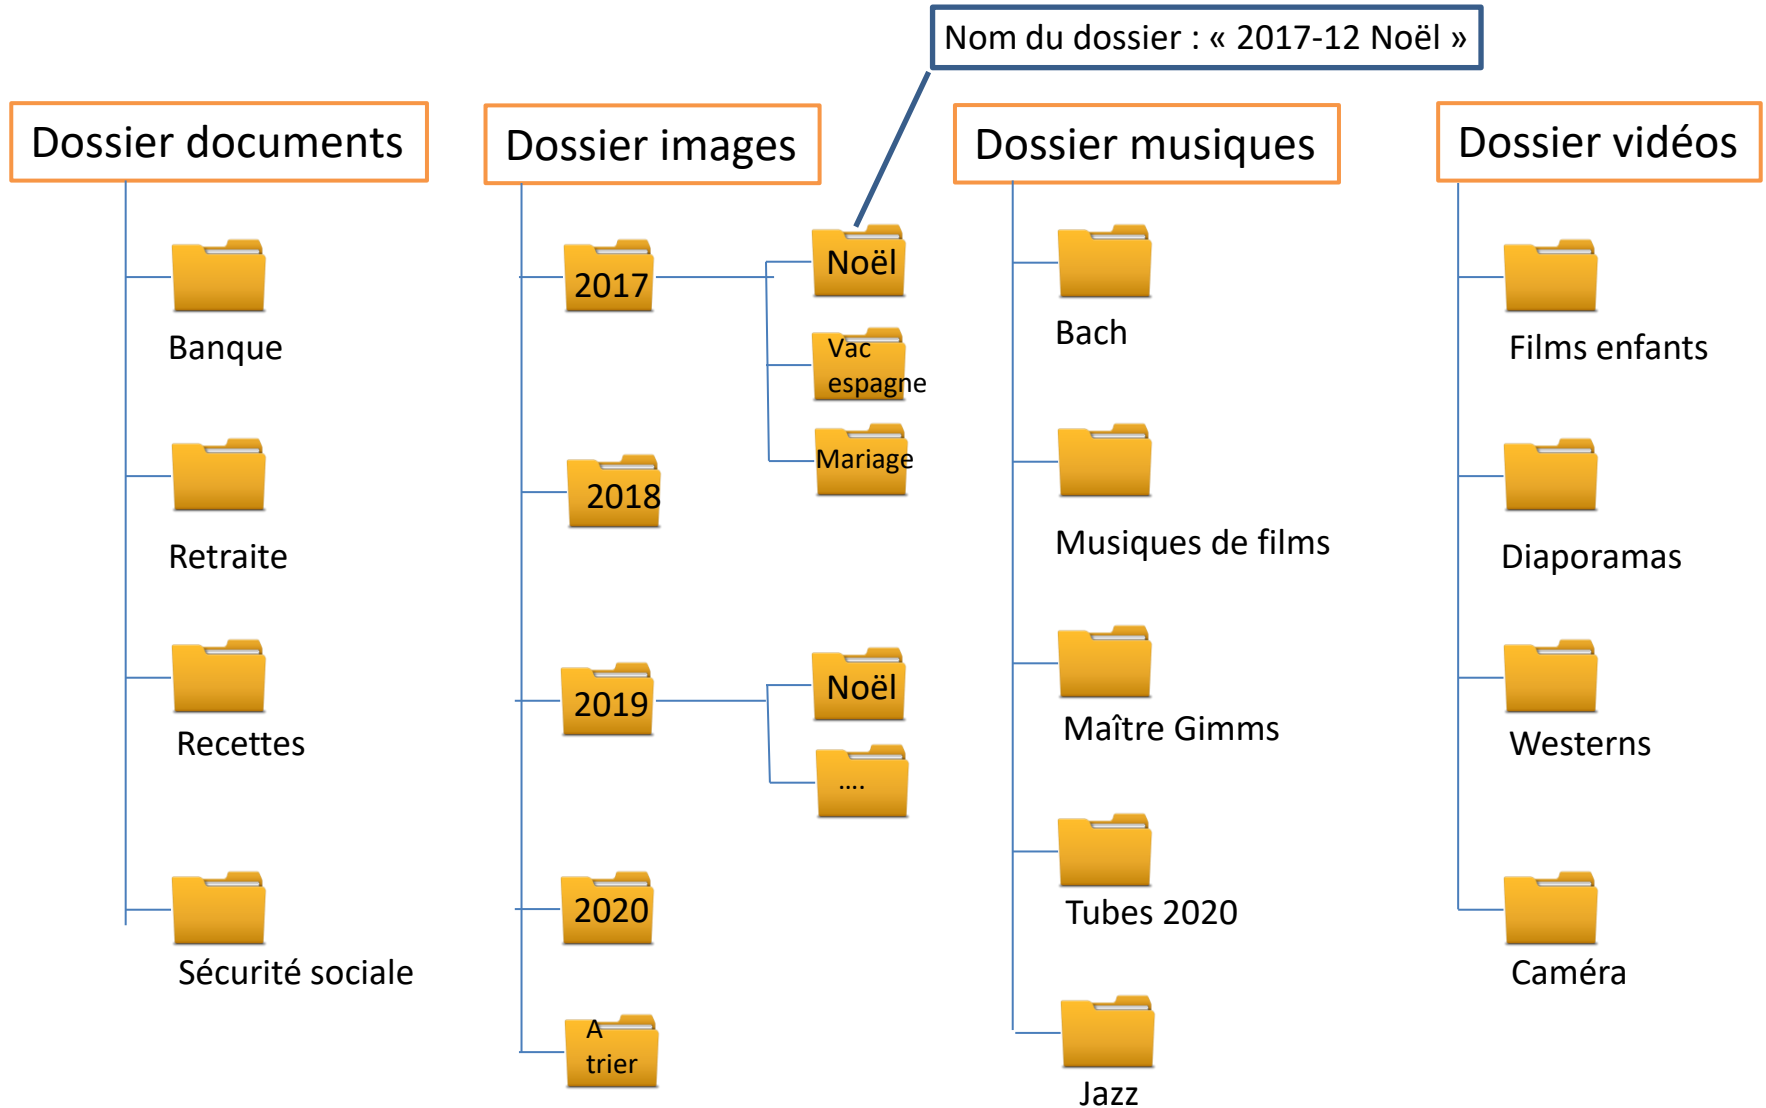 Nom du dossier : « 2017-12 Noël »
Dossier documents
Banque
Retraite
Recettes
Sécurité sociale
Dossier images
2017
Noël
Vac
espagne
Mariage
2018
2019
Noël
....
2020
A
trier
Dossier musiques
Bach
Musiques de films
Maître Gimms
Tubes 2020
Jazz
Dossier vidéos
Films enfants
Diaporamas
Westerns
Caméra